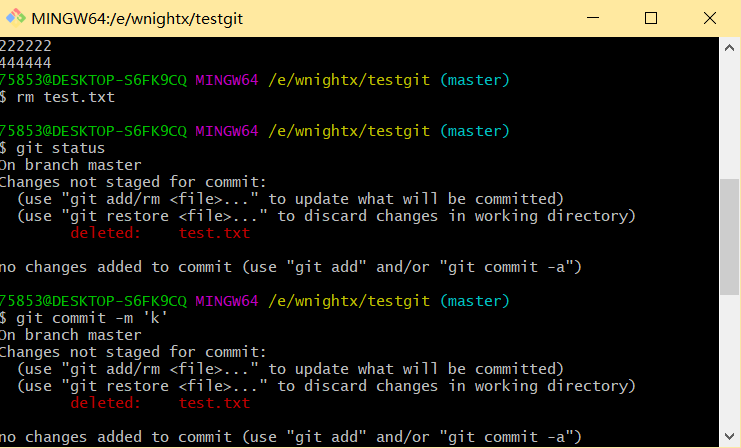 MINGW64:/e/wnightx/testgit
222222
444444
75853@DESKTOP-S6FK9CQ MINGW64 /e/wnightx/testgit (master)
$ rm test.txt
75853@DESKTOP-S6FK9CQ MINGW64 /e/wnightx/testgit (master)
$ git status
On branch master
Changes not staged for commit:
  (use "git add/rm <file>..." to update what will be committed)
  (use "git restore <file>..." to discard changes in working directory)
        deleted:    test.txt
no changes added to commit (use "git add" and/or "git commit -a")
75853@DESKTOP-S6FK9CQ MINGW64 /e/wnightx/testgit (master)
$ git commit -m 'k'
On branch master
Changes not staged for commit:
  (use "git add/rm <file>..." to update what will be committed)
  (use "git restore <file>..." to discard changes in working directory)
        deleted:    test.txt
no changes added to commit (use "git add" and/or "git commit -a")